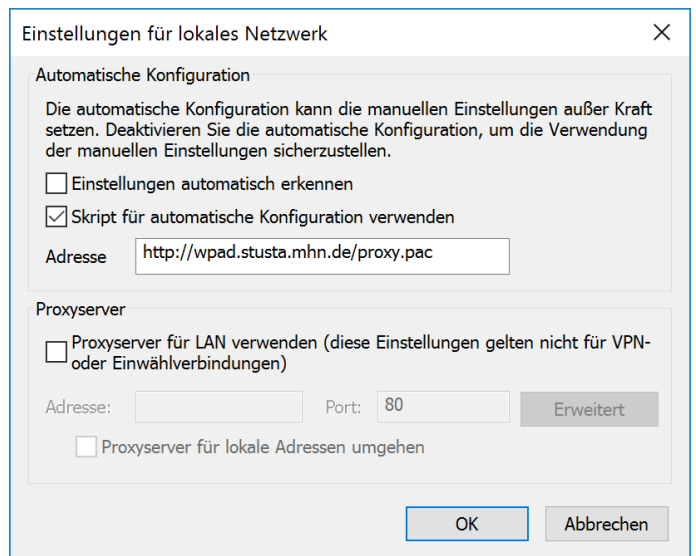 Einstellungen für lokales Netzwerk
Automatische Konfiguration
Die automatische Konfiguration kann die manuellen Einstellungen außer Kraft
setzen. Deaktivieren Sie die automatische Konfiguration, um die Verwendung
der manuellen Einstellungen sicherzustellen.
Einstellungen automatisch erkennen
Skript für automatische Konfiguration verwenden
Adresse http://wpad.stusta.mhn.de/proxy.pac
Proxyserver
Proxyserver für LAN verwenden (diese Einstellungen gelten nicht für VPN-
oder Einwählverbindungen)
Adresse: Port: 80 Erweitert
Proxyserver für lokale Adressen umgehen
OK Abbrechen